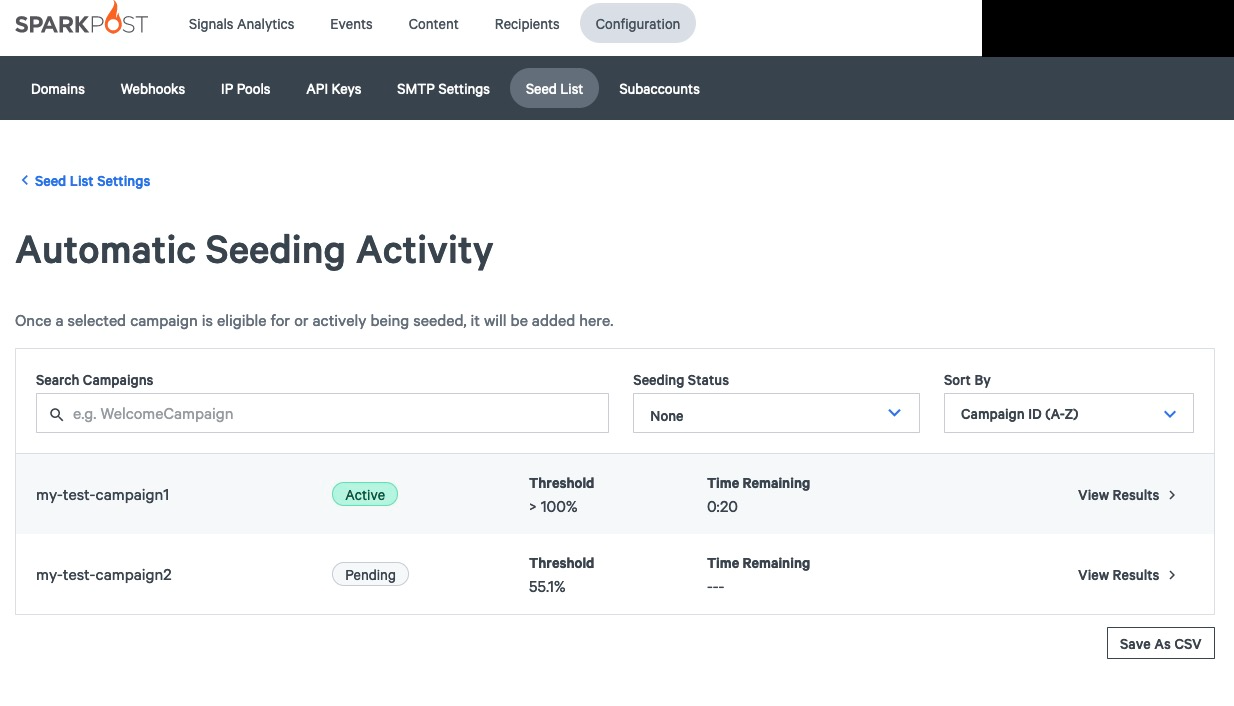 SPARKPOST Signals Analytics Events Content Recipients Configuration
Domains Webhooks IP Pools API Keys SMTP Settings Seed List Subaccounts
Seed List Settings
Automatic Seeding Activity
Once a selected campaign is eligible for or actively being seeded, it will be added here.
Search Campaigns Seeding Status Sort By
e.g. WelcomeCampaign None Campaign ID (A-Z)
Threshold Time Remaining
my-test-campaign1 Active View Results
> 100% 0:20
Threshold Time Remaining
my-test-campaign2 Pending View Results
55.1% ---
Save As CSV